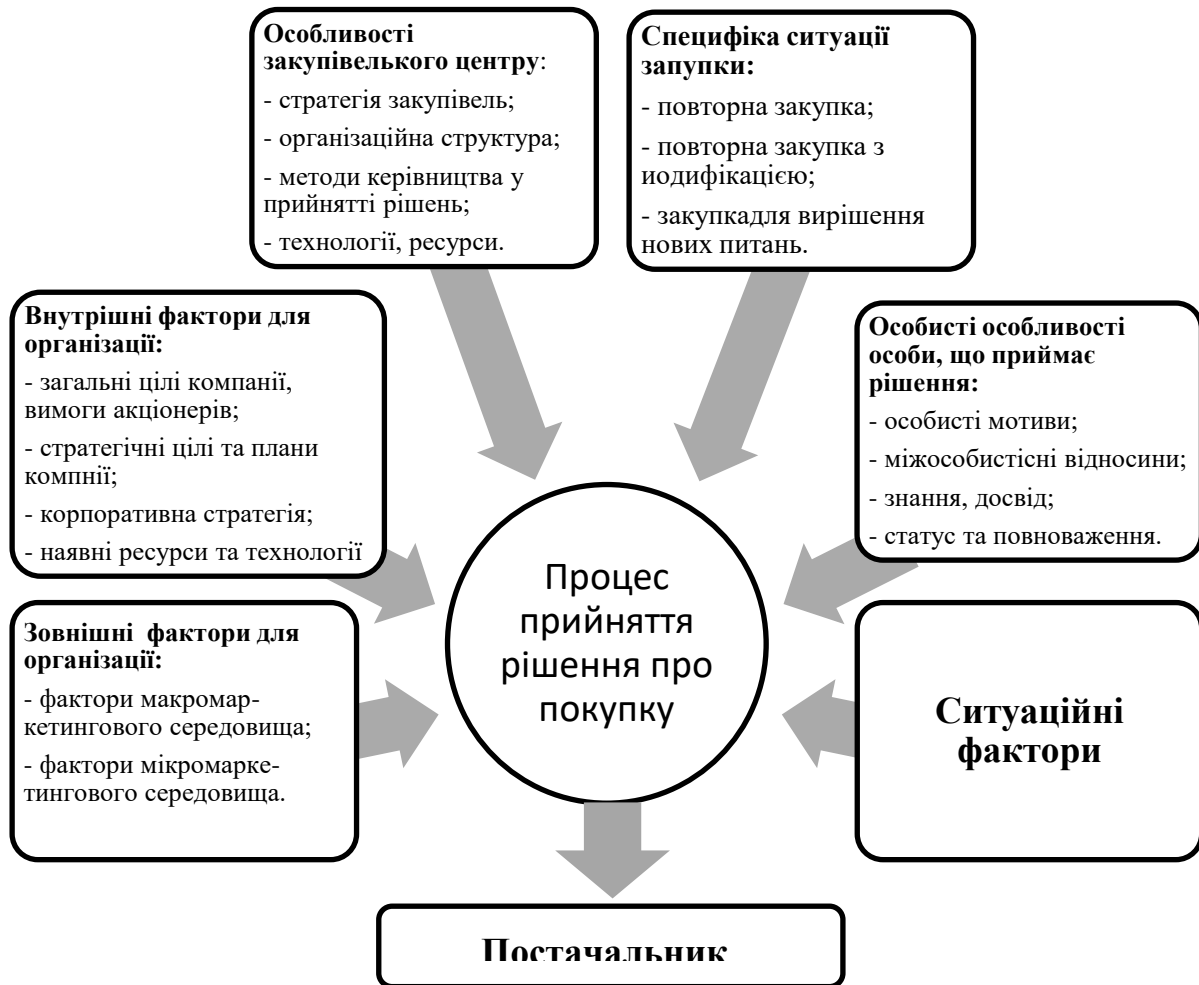 Особливості
закупівелького центру:
- стратегія закупівель;
- організаційна структура;
- методи керівництва у
прийнятті рішень;
- технології, ресурси.
Специфіка ситуації
запупки:
- повторна закупка;
- повторна закупка з
иодифікацією;
- закупкадля вирішення
нових питань.
Внутрішні фактори для
організації:
- загальні цілі компанії,
вимоги акціонерів;
- стратегічні цілі та плани
компнії;
- корпоративна стратегія;
- наявні ресурси та технології
Особисті особливості
особи, що приймає
рішення:
- особисті мотиви;
- міжособистісні відносини;
- знання, досвід;
- статус та повноваження.
Зовнішні фактори для
організації:
- фактори макромар-
кетингового середовища;
- фактори мікромарке-
тингового середовища.
Процес
прийняття
рішення про
покупку
Ситуаційні
фактори
Постачальник